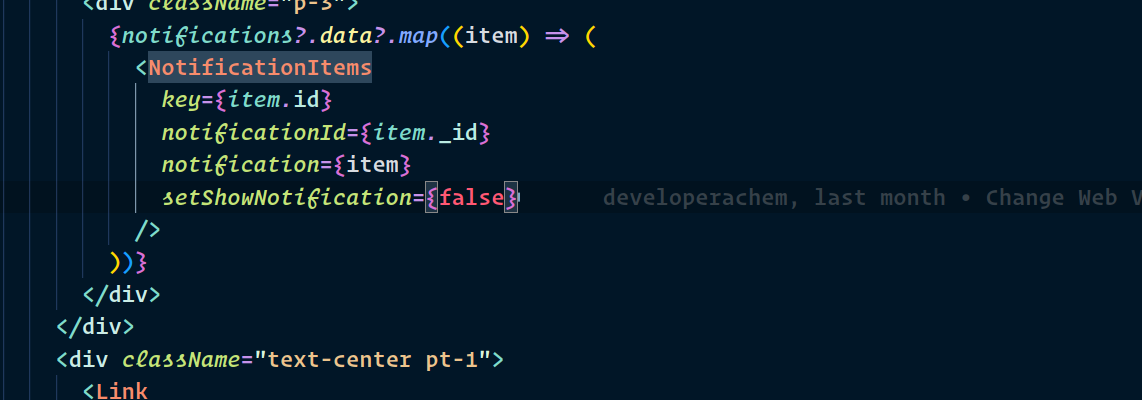 <div className="p-3">
{notifications?.data?.map((item) => (
<NotificationItems
key={item.id}
notificationId={item._id}
notification={item}
setShowNotification={false} developerachem, last month • Change Web V
/>
))}
</div>
</div>
<div className="text-center pt-1">
<Link